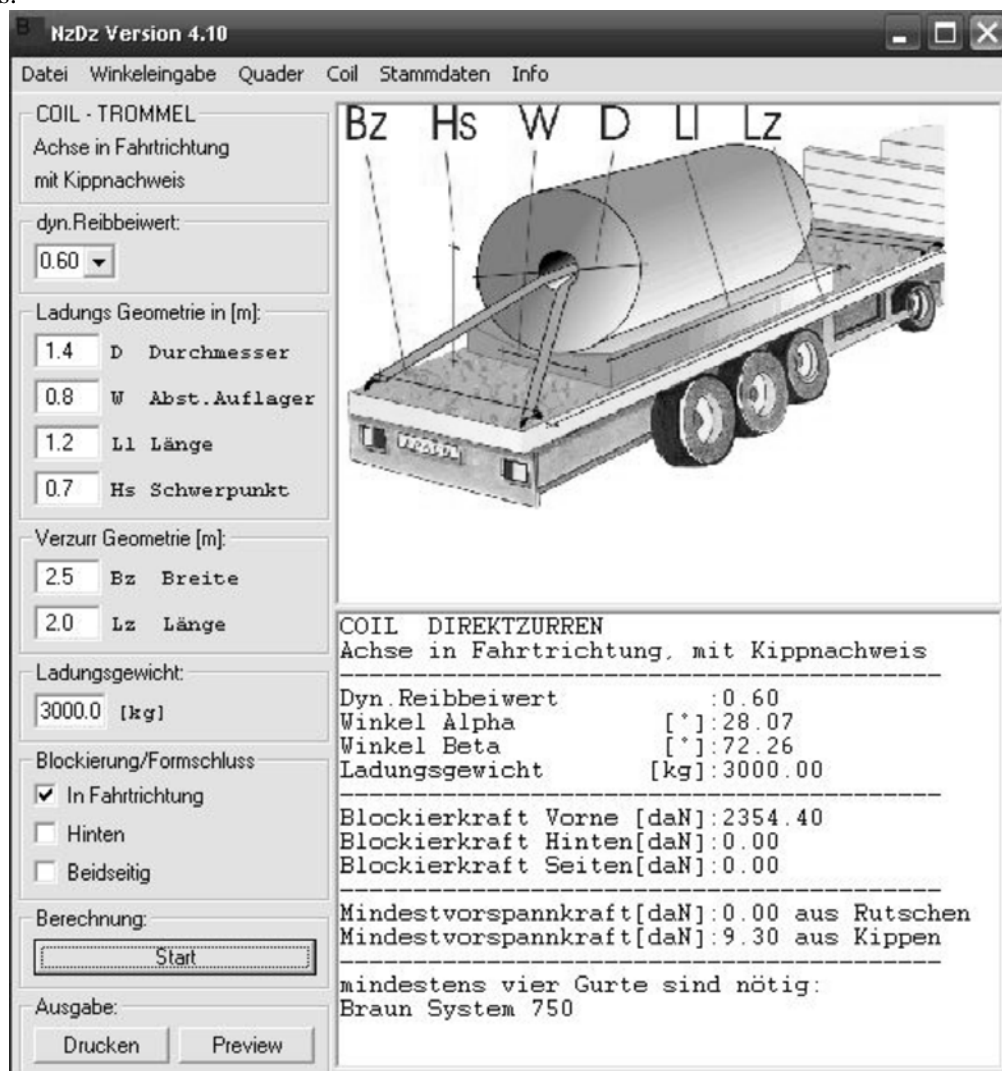 s.
NzDz Version 4.10
Datei Winkeleingabe Quader Coil Stammdaten Info
COIL - TROMMEL
Achse in Fahrtrichtung
mit Kippnachweis
dyn.Reibbeiwert:
0.60
Ladungs Geometrie in [m]:
1.4 D Durchmesser
0.8 W Abst.Auflager
1.2 Ll Länge
0.7 Hs Schwerpunkt
Verzurr Geometrie [m]:
2.5 Bz Breite
2.0 Lz Länge
Ladungsgewicht:
3000.0 [kg]
Blockierung/Formschluss
In Fahrtrichtung
Hinten
Beidseitig
Berechnung:
Start
Ausgabe:
Drucken Preview
Bz Hs W D Ll Lz
COIL DIREKTZURREN
Achse in Fahrtrichtung, mit Kippnachweis
Dyn.Reibbeiwert :0.60
Winkel Alpha [°]:28.07
Winkel Beta [°]:72.26
Ladungsgewicht [kg]:3000.00
Blockierkraft Vorne [daN]:2354.40
Blockierkraft Hinten[daN]:0.00
Blockierkraft Seiten[daN]:0.00
Mindestvorspannkraft[daN]:0.00 aus Rutschen
Mindestvorspannkraft[daN]:9.30 aus Kippen
mindestens vier Gurte sind nötig:
Braun System 750